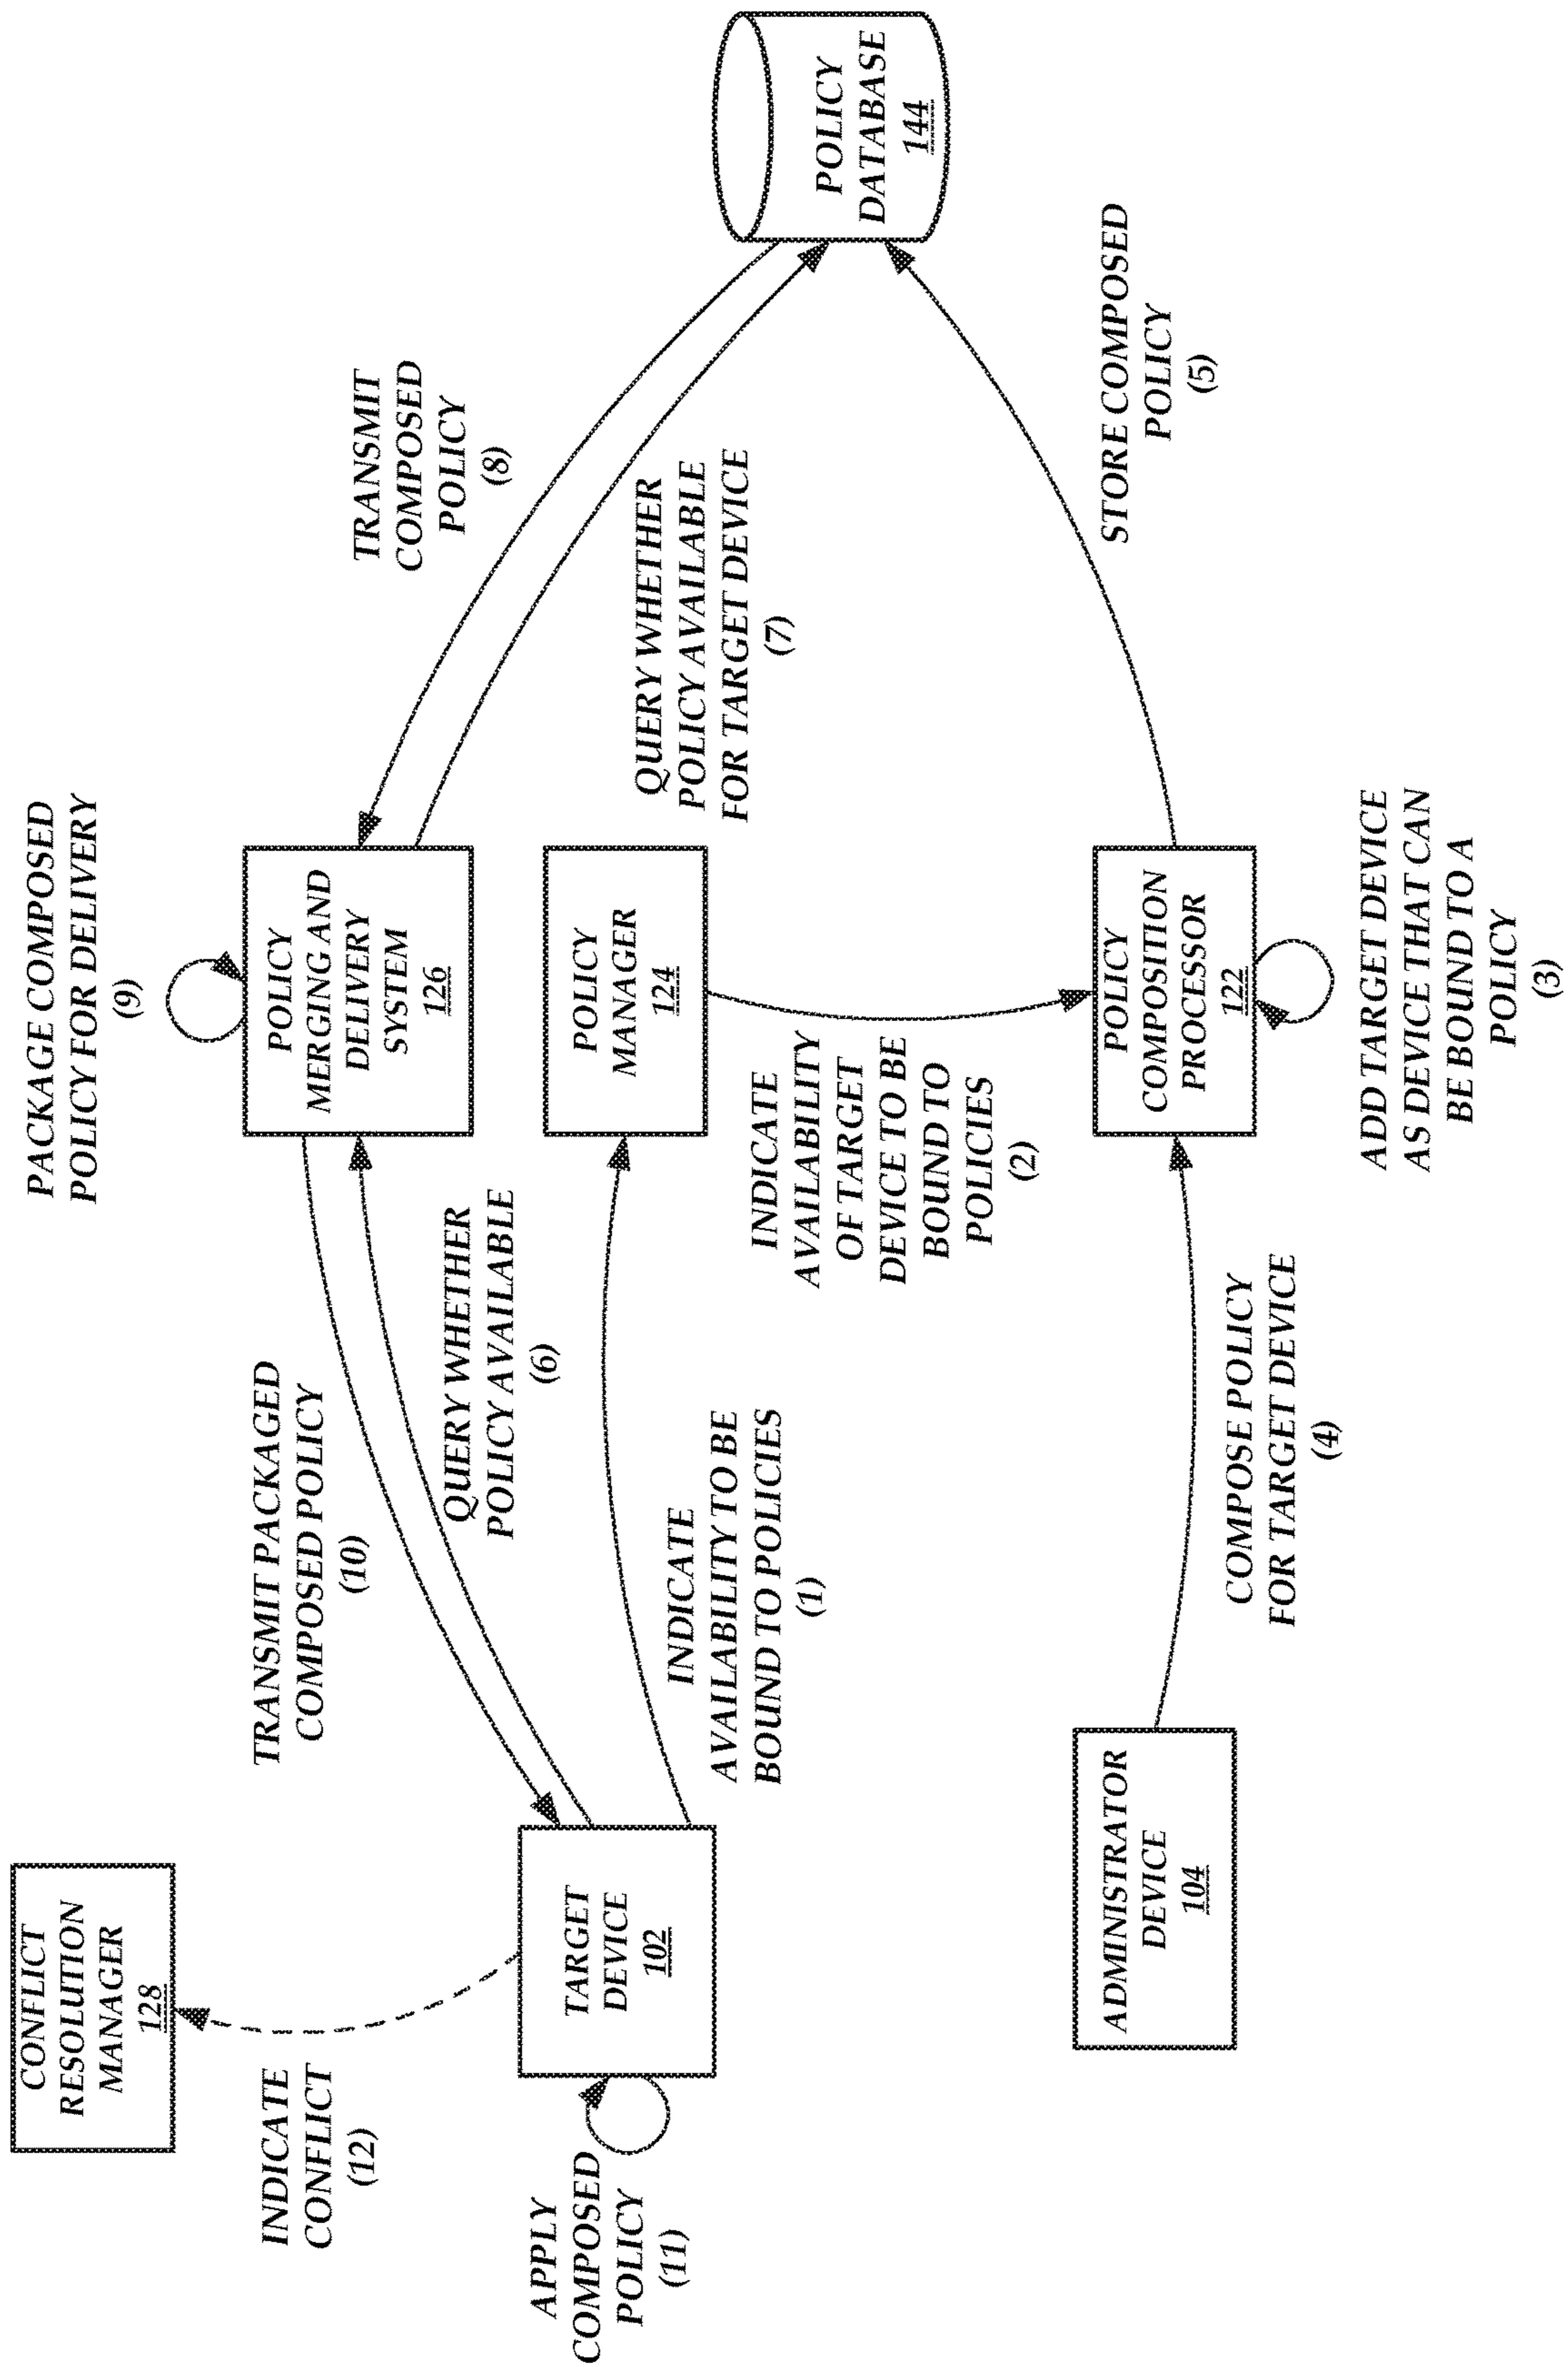 CONFLICT
RESOLUTION
MANAGER
128
INDICATE
CONFLICT
(12)
APPLY
COMPOSED
POLICY
(11)
TARGET
DEVICE
102
TRANSMIT PACKAGED
COMPOSED POLICY
(10)
QUERY WHETHER
POLICY AVAILABLE
(6)
INDICATE
AVAILABILITY TO BE
BOUND TO POLICIES
(1)
ADMINISTRATOR
DEVICE
104
COMPOSE POLICY
FOR TARGET DEVICE
(4)
PACKAGE COMPOSED
POLICY FOR DELIVERY
(9)
POLICY
MERGING AND
DELIVERY
SYSTEM
126
POLICY
MANAGER
124
INDICATE
AVAILABILITY
OF TARGET
DEVICE TO BE
BOUND TO
POLICIES
(2)
POLICY
COMPOSITION
PROCESSOR
122
ADD TARGET DEVICE
AS DEVICE THAT CAN
BE BOUND TO A
POLICY
(3)
TRANSMIT
COMPOSED
POLICY
(8)
QUERY WHETHER
POLICY AVAILABLE
FOR TARGET DEVICE
(7)
STORE COMPOSED
POLICY
(5)
POLICY
DATABASE
144